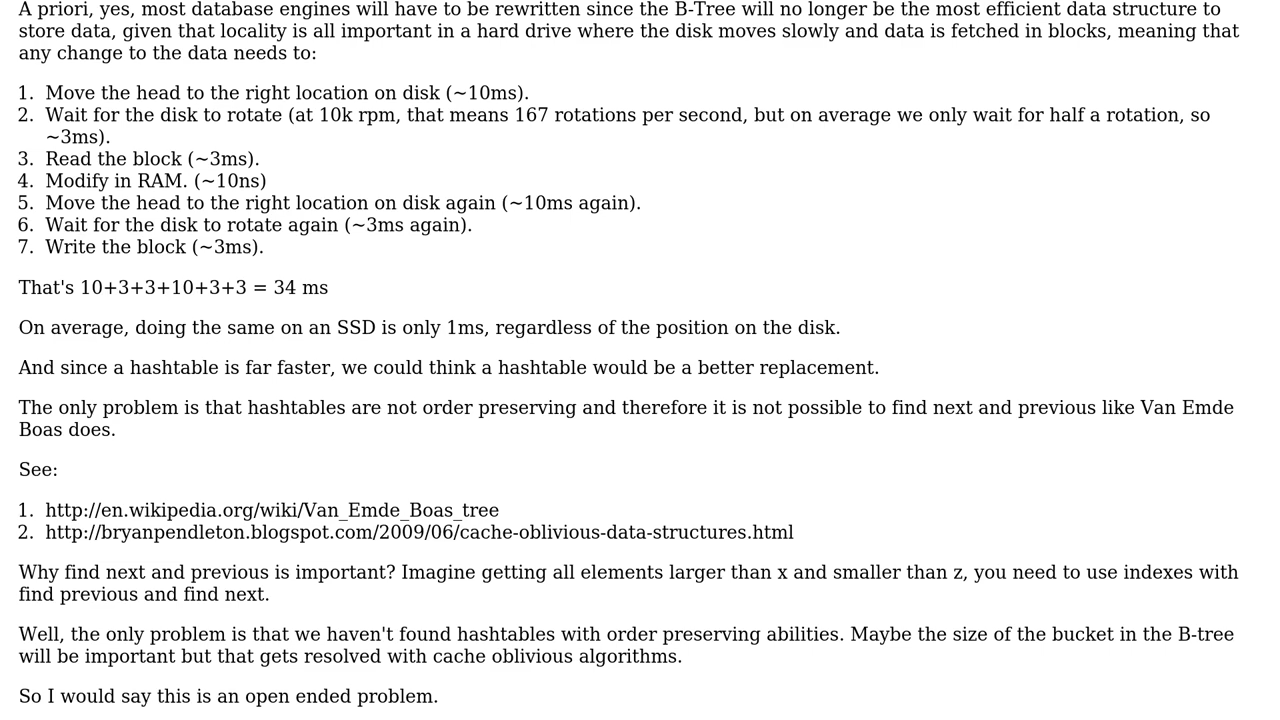 A priori, yes, most database engines will have to be rewritten since the B-Tree will no longer be the most efficient data structure to
store data, given that locality is all important in a hard drive where the disk moves slowly and data is fetched in blocks, meaning that
any change to the data needs to:
1. Move the head to the right location on disk (~10ms).
2. Wait for the disk to rotate (at 10k rpm, that means 167 rotations per second, but on average we only wait for half a rotation, so
~3ms).
3. Read the block (~3ms).
4. Modify in RAM. (~10ns)
5. Move the head to the right location on disk again (~10ms again).
6. Wait for the disk to rotate again (~3ms again).
7. Write the block (~3ms).
That's 10+3+3+10+3+3 = 34 ms
On average, doing the same on an SSD is only 1ms, regardless of the position on the disk.
And since a hashtable is far faster, we could think a hashtable would be a better replacement.
The only problem is that hashtables are not order preserving and therefore it is not possible to find next and previous like Van Emde
Boas does.
See:
1. http://en.wikipedia.org/wiki/Van_Emde_Boas_tree
2. http://bryanpendleton.blogspot.com/2009/06/cache-oblivious-data-structures.html
Why find next and previous is important? Imagine getting all elements larger than x and smaller than z, you need to use indexes with
find previous and find next.
Well, the only problem is that we haven't found hashtables with order preserving abilities. Maybe the size of the bucket in the B-tree
will be important but that gets resolved with cache oblivious algorithms.
So I would say this is an open ended problem.